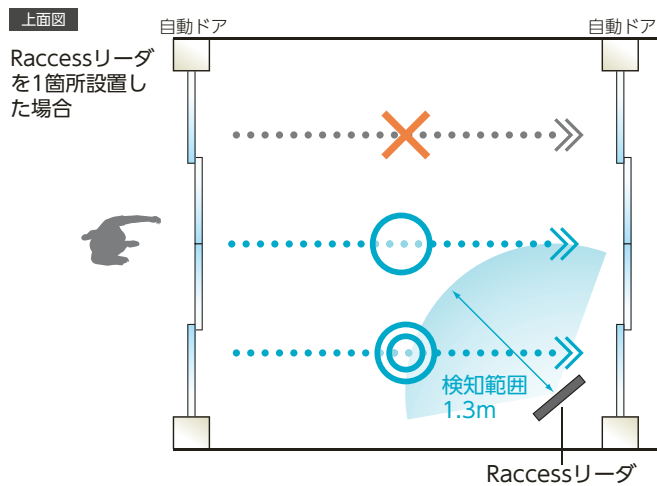 上面図
Raccessリーダ
を1箇所設置し
た場合
自動ドア
自動ドア
検知範囲
1.3m
Raccessリーダ